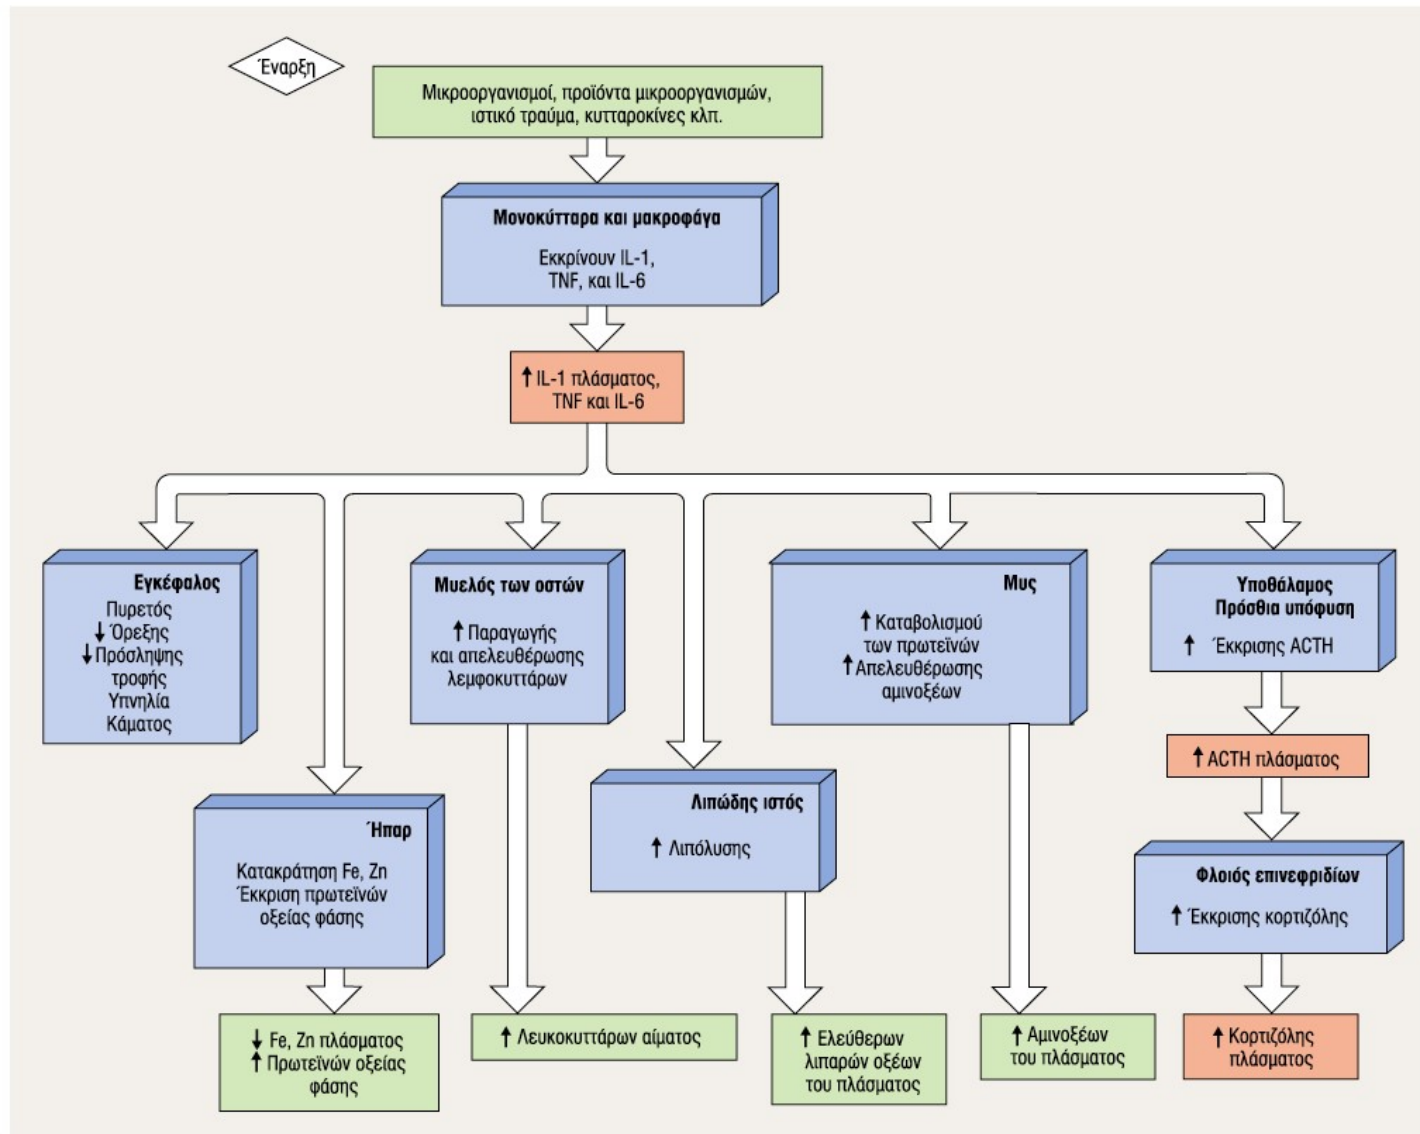 Έναρξη
Μικροοργανισμοί, προϊόντα μικροοργανισμών,
ιστικό τραύμα, κυτταροκίνες κλπ.
Μονοκύτταρα και μακροφάγα
Εκκρίνουν IL-1,
TNF, και IL-6
↑ IL-1 πλάσματος,
TNF και IL-6
Εγκέφαλος
Πυρετός
↓ Όρεξης
↓ Πρόσληψης
τροφής
Υπνηλία
Κάματος
Μυελός των οστών
↑ Παραγωγής
και απελευθέρωσης
λεμφοκυττάρων
Μυς
↑ Καταβολισμού
των πρωτεϊνών
↑ Απελευθέρωσης
αμινοξέων
Υποθάλαμος
Πρόσθια υπόφυση
↑ Έκκρισης ACTH
↑ ACTH πλάσματος
Ήπαρ
Κατακράτηση Fe, Zn
Έκκριση πρωτεϊνών
οξείας φάσης
Λιπώδης ιστός
↑ Λιπόλυσης
Φλοιός επινεφριδίων
↑ Έκκρισης κορτιζόλης
↓ Fe, Zn πλάσματος
↑ Πρωτεϊνών οξείας
φάσης
↑ Λευκοκυττάρων αίματος
↑ Ελεύθερων
λιπαρών οξέων
του πλάσματος
↑ Αμινοξέων
του πλάσματος
↑ Κορτιζόλης
πλάσματος